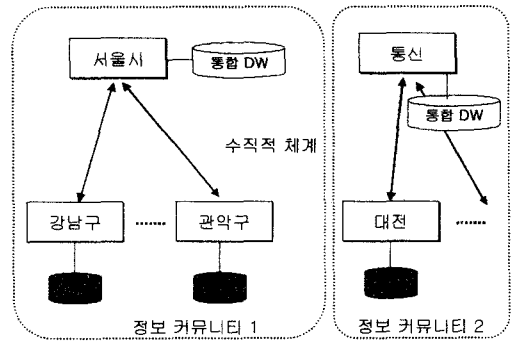 서울시
통합 DW
통신
통합 DW
수직적 체계
강남구
······
관악구
대전
······
정보 커뮤니티 1
정보 커뮤니티 2